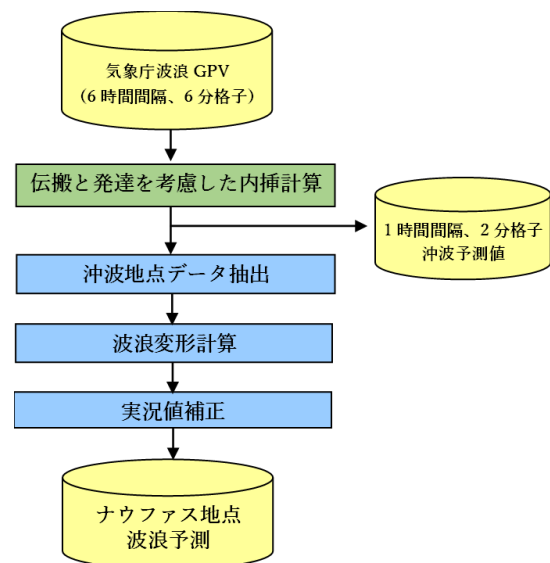 気象庁波浪 GPV
(6 時間間隔、6 分格子)
伝搬と発達を考慮した内挿計算
1 時間間隔、2 分格子
沖波予測値
沖波地点データ抽出
波浪変形計算
実況値補正
ナウファス地点
波浪予測